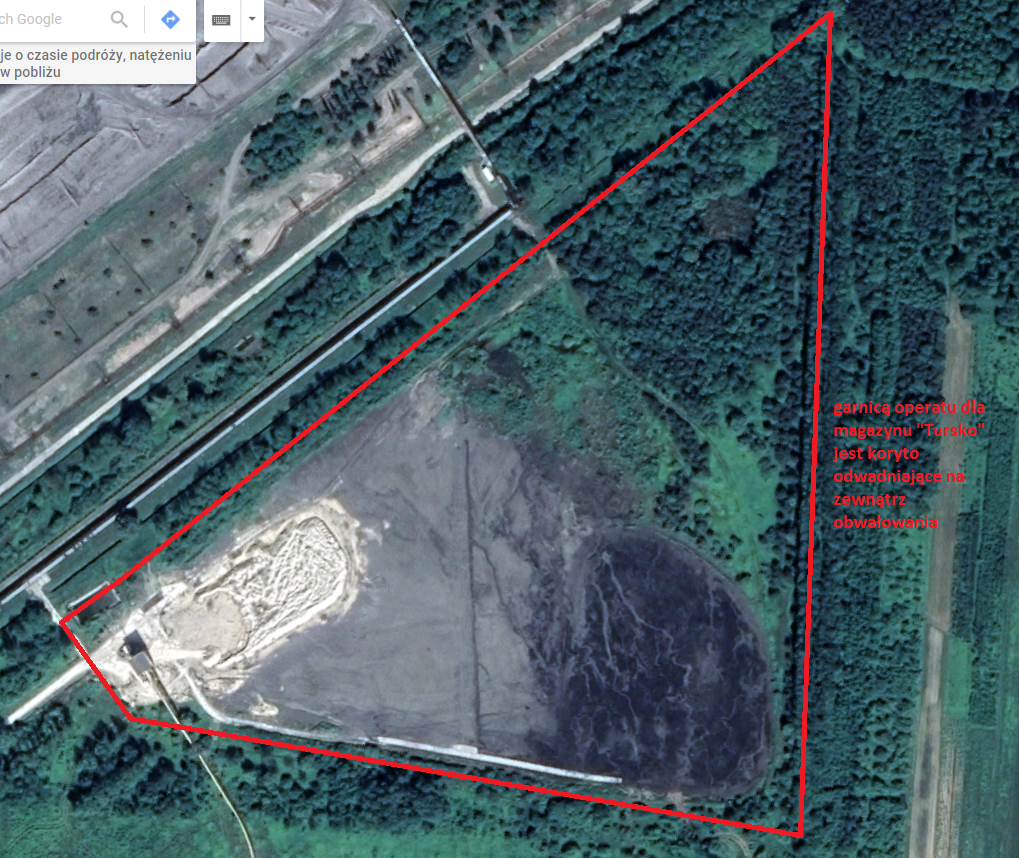 ch Google
je o czasie podróży, natężeniu
w pobliżu
garnicą operatu dla
magazynu "Tursko"
jest koryto
odwadniające na
zewnątrz
obwałowania